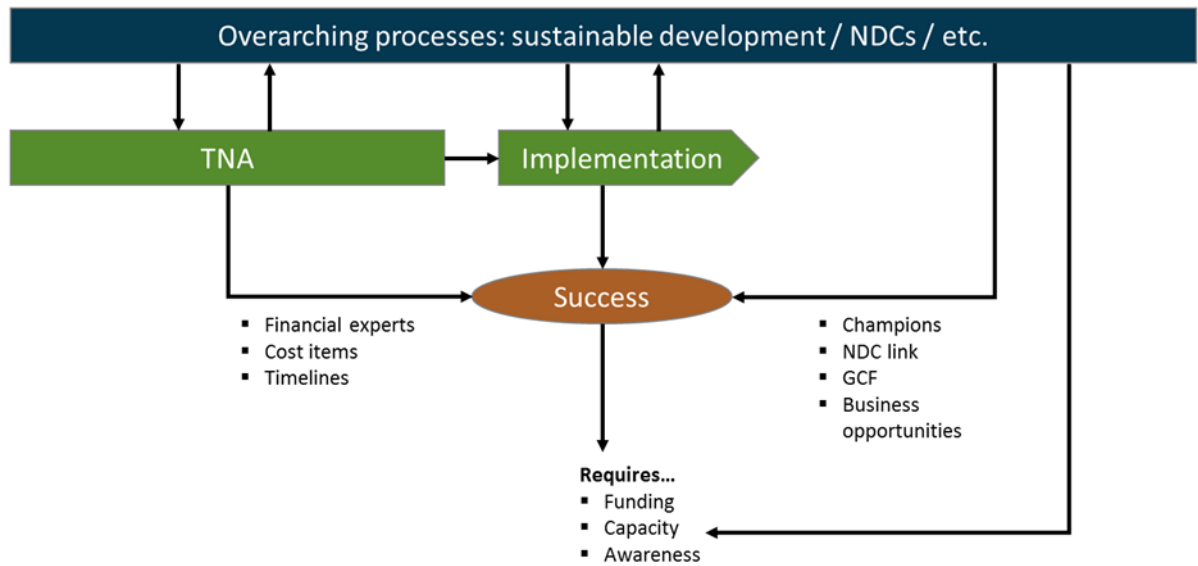 Overarching processes: sustainable development / NDCs / etc.
TNA
Implementation
Success
▪ Financial experts
▪ Cost items
▪ Timelines
▪ Champions
▪ NDC link
▪ GCF
▪ Business
opportunities
Requires...
▪ Funding
▪ Capacity
▪ Awareness